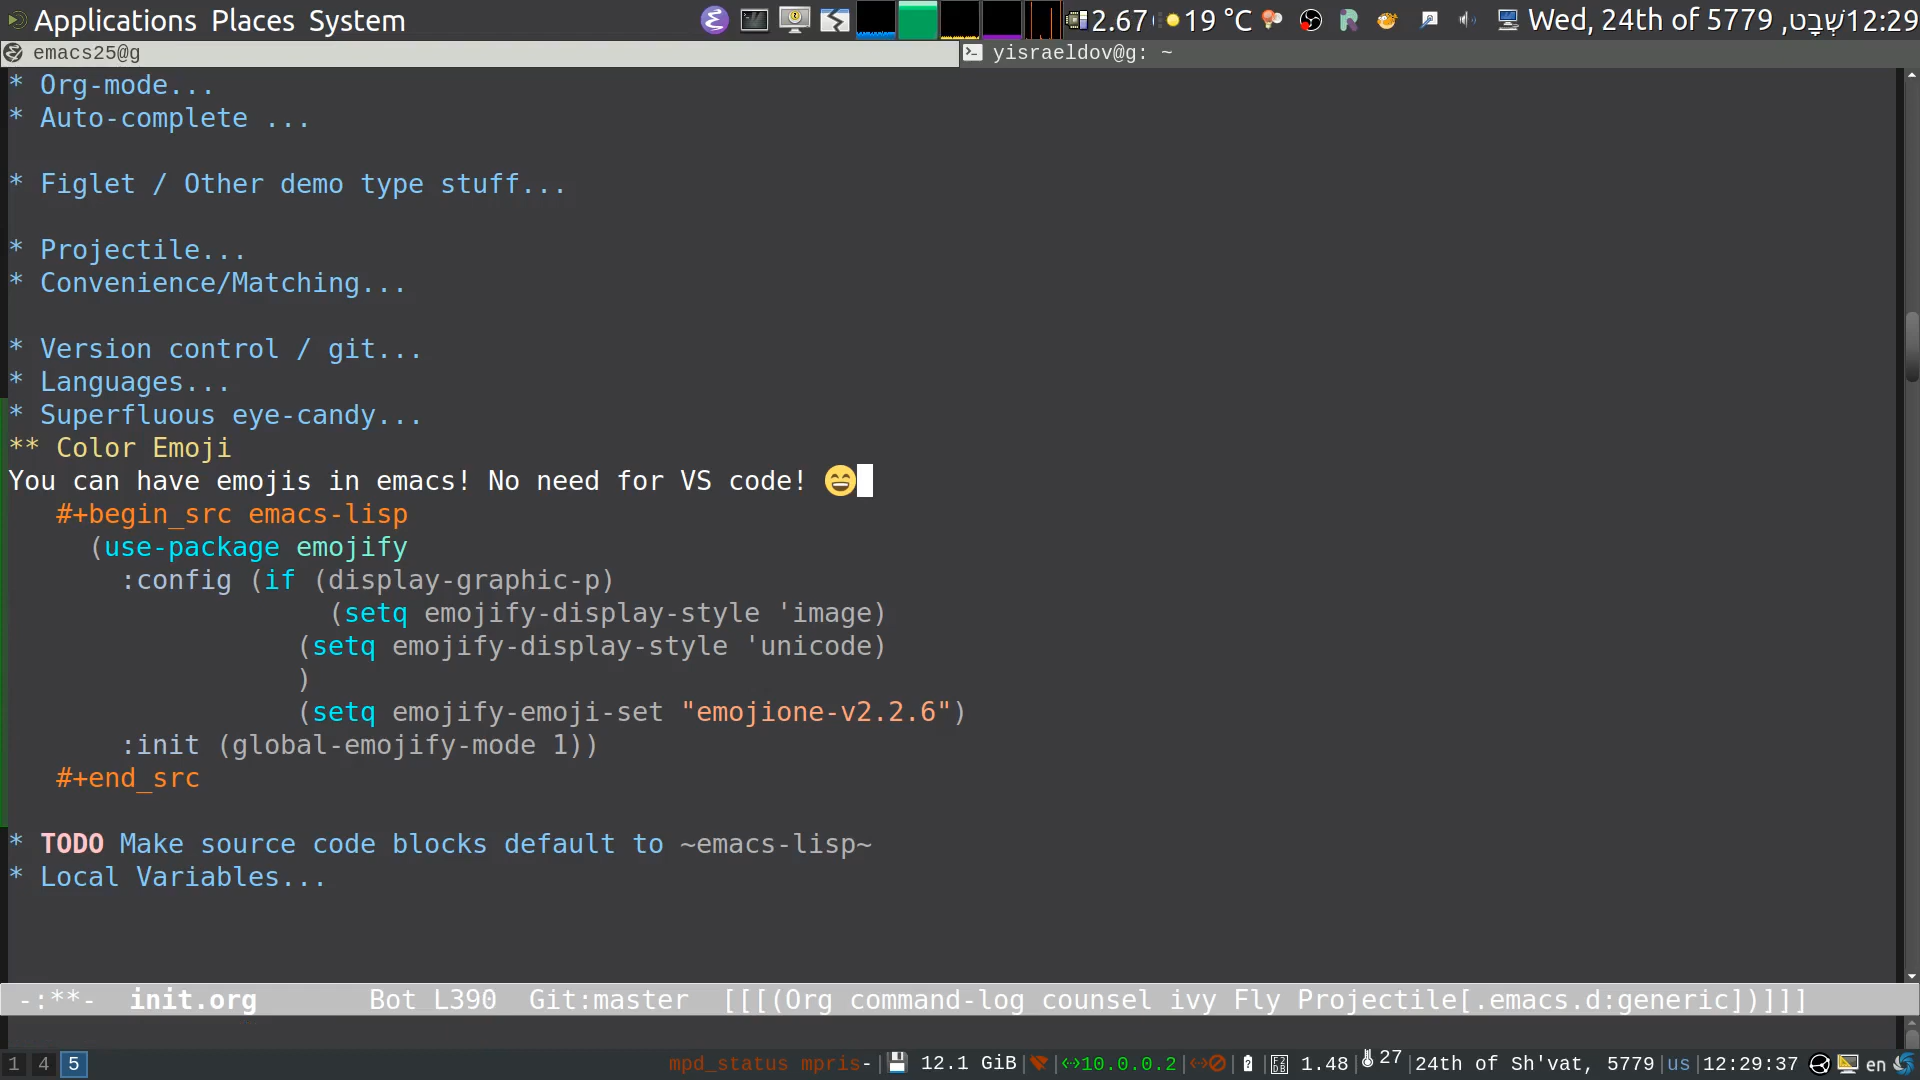 Applications Places System 2.67 19 °C Wed, 24th of 5779 ,שְׁבָט 12:29
emacs25@g yisraeldov@g: ~
* Org-mode...
* Auto-complete ...
* Figlet / Other demo type stuff...
* Projectile...
* Convenience/Matching...
* Version control / git...
* Languages...
* Superfluous eye-candy...
** Color Emoji
You can have emojis in emacs! No need for VS code! 😄
#+begin_src emacs-lisp
(use-package emojify
:config (if (display-graphic-p)
(setq emojify-display-style 'image)
(setq emojify-display-style 'unicode)
)
(setq emojify-emoji-set "emojione-v2.2.6")
:init (global-emojify-mode 1))
#+end_src
* TODO Make source code blocks default to ~emacs-lisp~
* Local Variables...
-:**- init.org Bot L390 Git:master [[[(Org command-log counsel ivy Fly Projectile[.emacs.d:generic])]]]
1 4 5 mpd_status mpris- 12.1 GiB 10.0.0.2 1.48 27 24th of Sh'vat, 5779 us 12:29:37 en